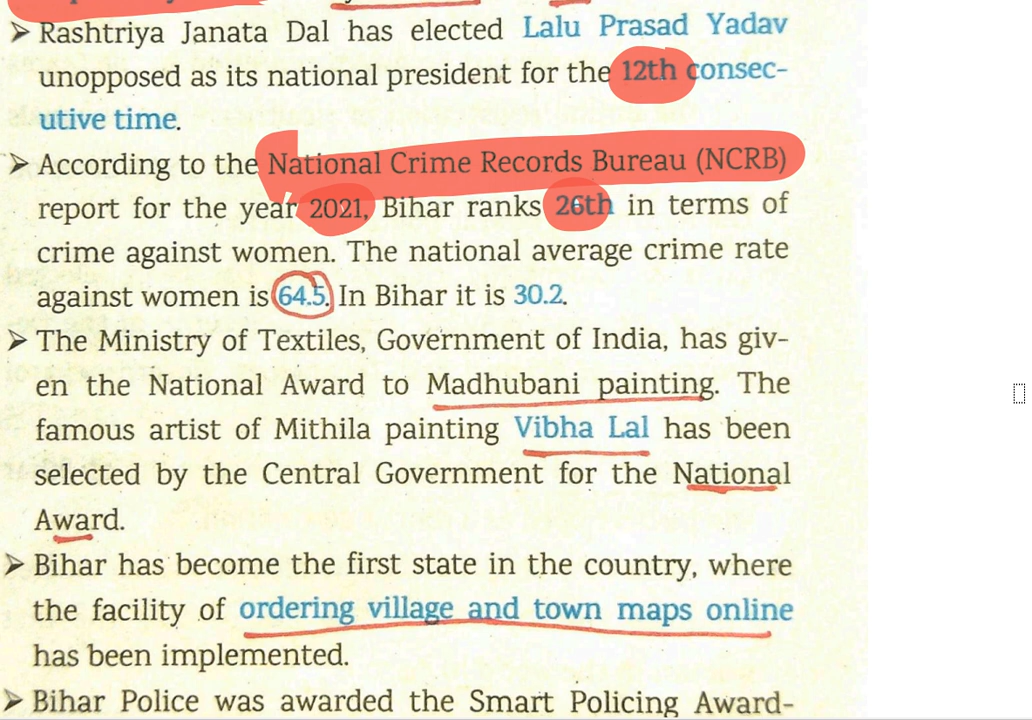 ➤ Rashtriya Janata Dal has elected Lalu Prasad Yadav
unopposed as its national president for the 12th consec-
utive time.
➤ According to the National Crime Records Bureau (NCRB)
report for the year 2021, Bihar ranks 26th in terms of
crime against women. The national average crime rate
against women is 64.5. In Bihar it is 30.2.
➤ The Ministry of Textiles, Government of India, has giv-
en the National Award to Madhubani painting. The
famous artist of Mithila painting Vibha Lal has been
selected by the Central Government for the National
Award.
➤ Bihar has become the first state in the country, where
the facility of ordering village and town maps online
has been implemented.
➤ Bihar Police was awarded the Smart Policing Award-